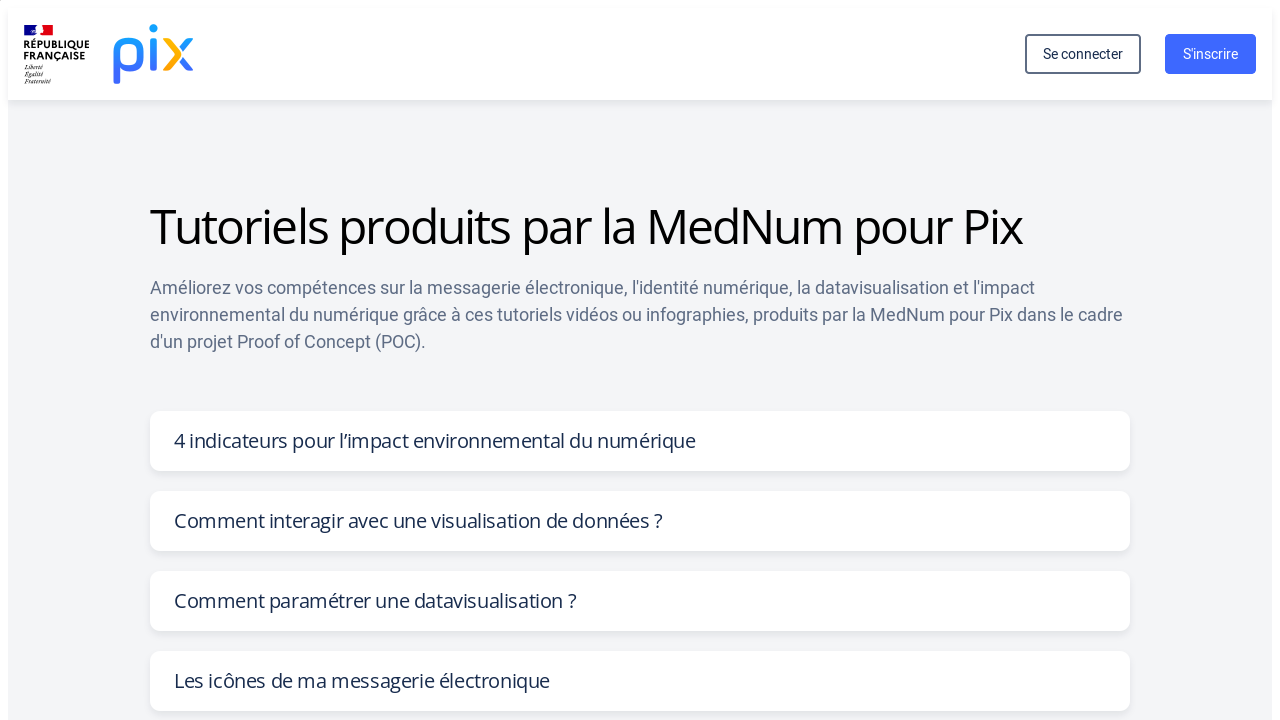 RÉPUBLIQUE
FRANÇAISE
Liberté
Égalité
Fraternité
pix
Se connecter
S'inscrire
Tutoriels produits par la MedNum pour Pix
Améliorez vos compétences sur la messagerie électronique, l'identité numérique, la datavisualisation et l'impact
environnemental du numérique grâce à ces tutoriels vidéos ou infographies, produits par la MedNum pour Pix dans le cadre
d'un projet Proof of Concept (POC).
4 indicateurs pour l’impact environnemental du numérique
Comment interagir avec une visualisation de données ?
Comment paramétrer une datavisualisation ?
Les icônes de ma messagerie électronique